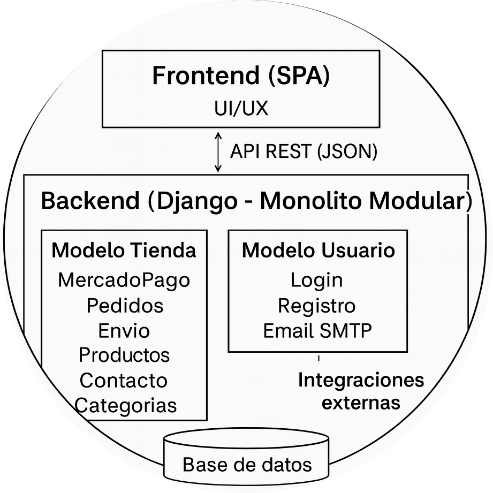 Frontend (SPA)
UI/UX
API REST (JSON)
Backend (Django - Monolito Modular)
Modelo Tienda
MercadoPago
Pedidos
Envio
Productos
Contacto
Categorias
Modelo Usuario
Login
Registro
Email SMTP
Integraciones
externas
Base de datos